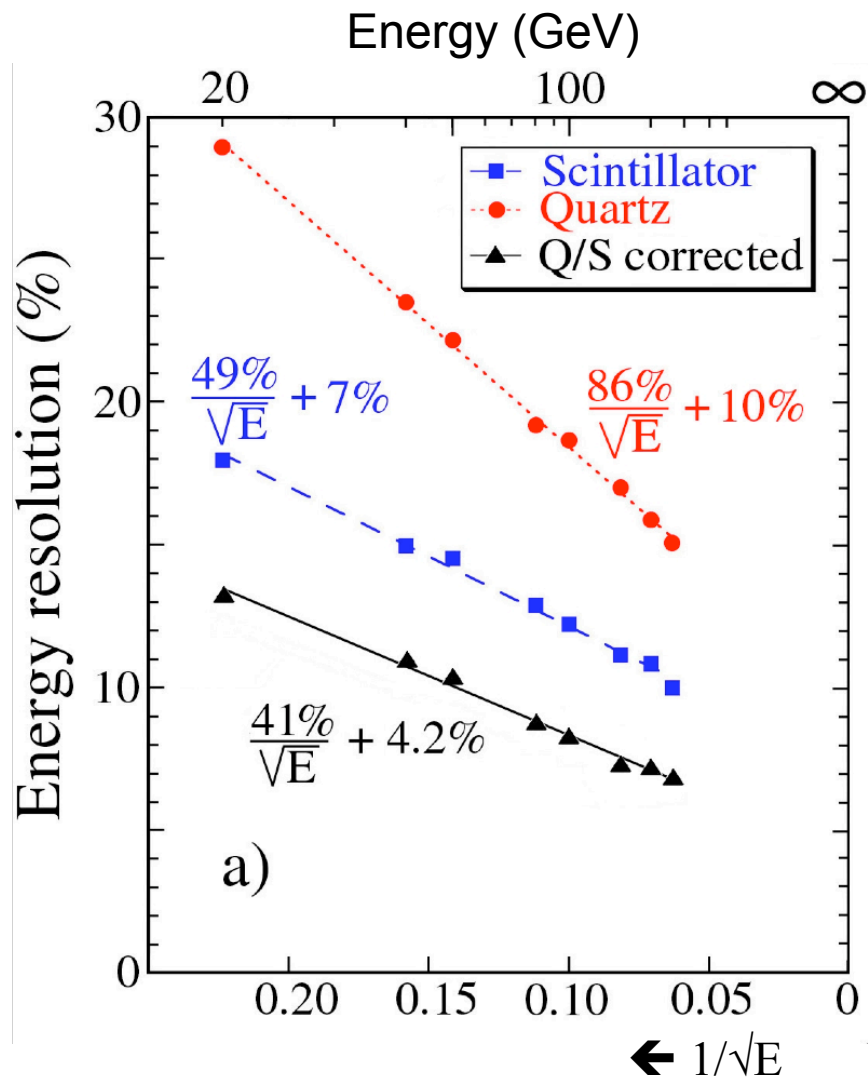 Energy (GeV)
20 100 ∞
30
Scintillator
Quartz
Q/S corrected
49%/√E + 7%
86%/√E + 10%
20
Energy resolution (%)
10
41%/√E + 4.2%
a)
0
0.20 0.15 0.10 0.05 0
← 1/√E